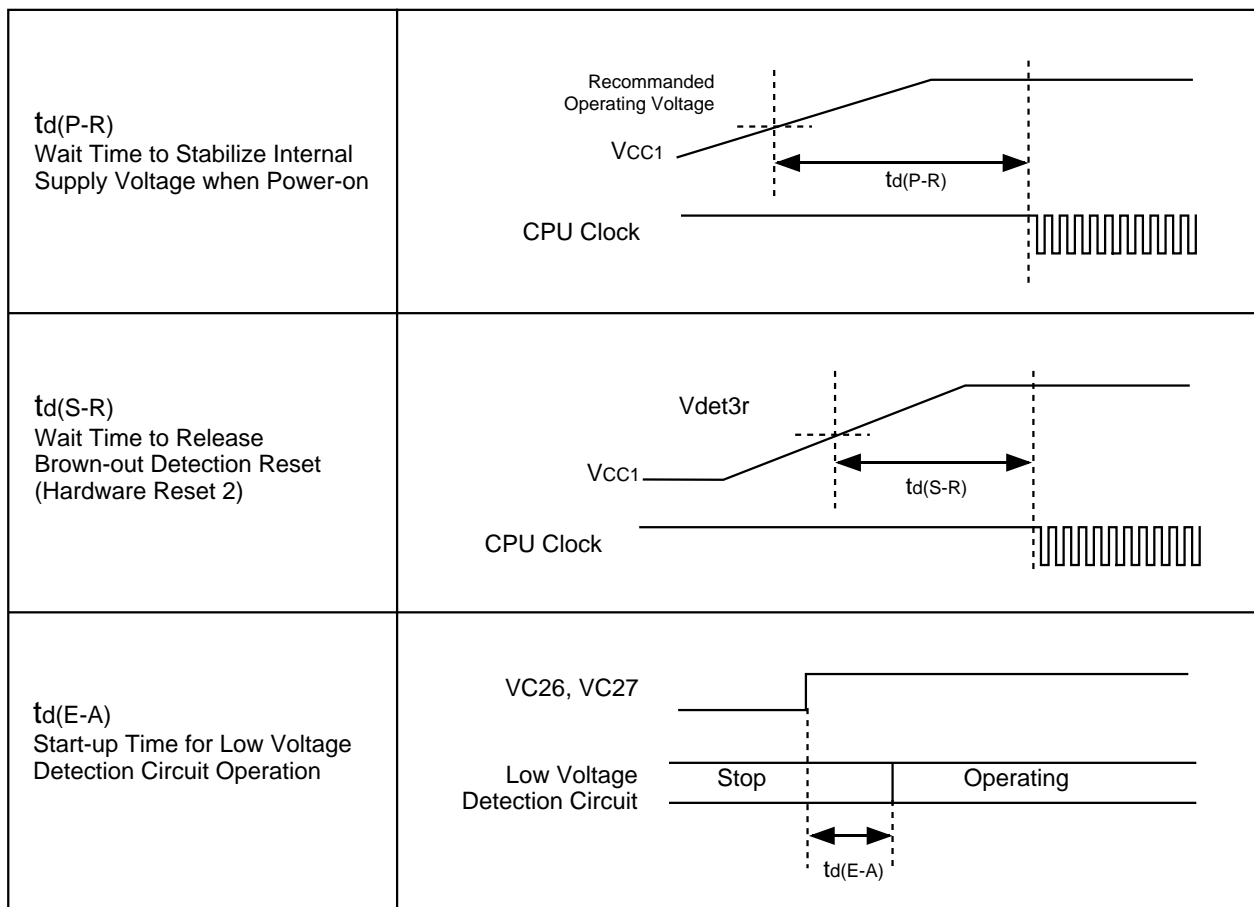 td(P-R)
Wait Time to Stabilize Internal
Supply Voltage when Power-on
Recommanded
Operating Voltage
VCC1
td(P-R)
CPU Clock
td(S-R)
Wait Time to Release
Brown-out Detection Reset
(Hardware Reset 2)
Vdet3r
VCC1
td(S-R)
CPU Clock
td(E-A)
Start-up Time for Low Voltage
Detection Circuit Operation
VC26, VC27
Low Voltage
Detection Circuit
Stop
Operating
td(E-A)